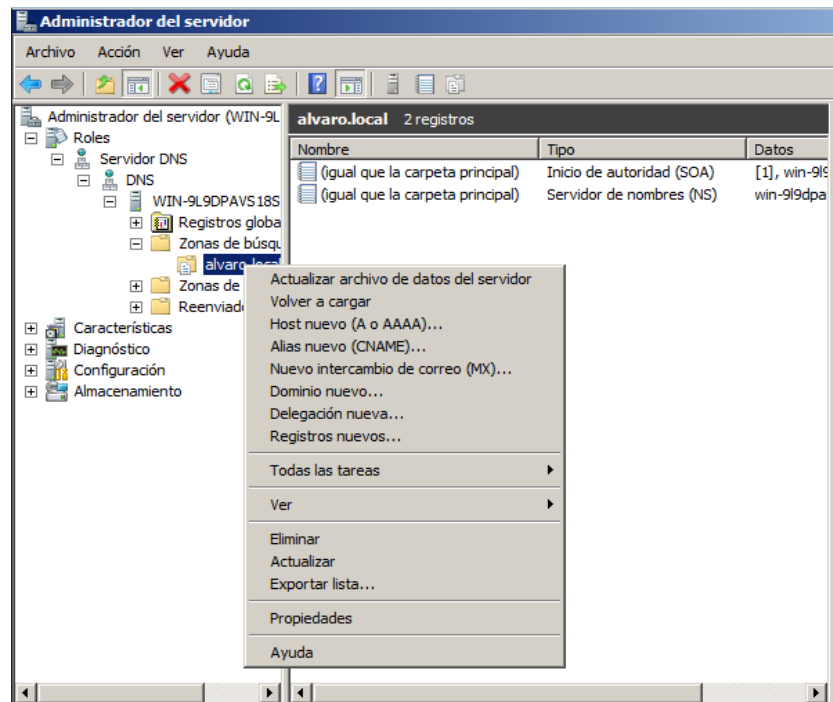 Administrador del servidor
Archivo Acción Ver Ayuda
Administrador del servidor (WIN-9L
Roles
Servidor DNS
DNS
WIN-9L9DPAVS18S
Registros globa
Zonas de búsqu
alvaro.local
Zonas de
Reenviado
Características
Diagnóstico
Configuración
Almacenamiento
alvaro.local 2 registros
Nombre Tipo Datos
(igual que la carpeta principal) Inicio de autoridad (SOA) [1], win-9l9
(igual que la carpeta principal) Servidor de nombres (NS) win-9l9dpa
Actualizar archivo de datos del servidor
Volver a cargar
Host nuevo (A o AAAA)...
Alias nuevo (CNAME)...
Nuevo intercambio de correo (MX)...
Dominio nuevo...
Delegación nueva...
Registros nuevos...
Todas las tareas
Ver
Eliminar
Actualizar
Exportar lista...
Propiedades
Ayuda